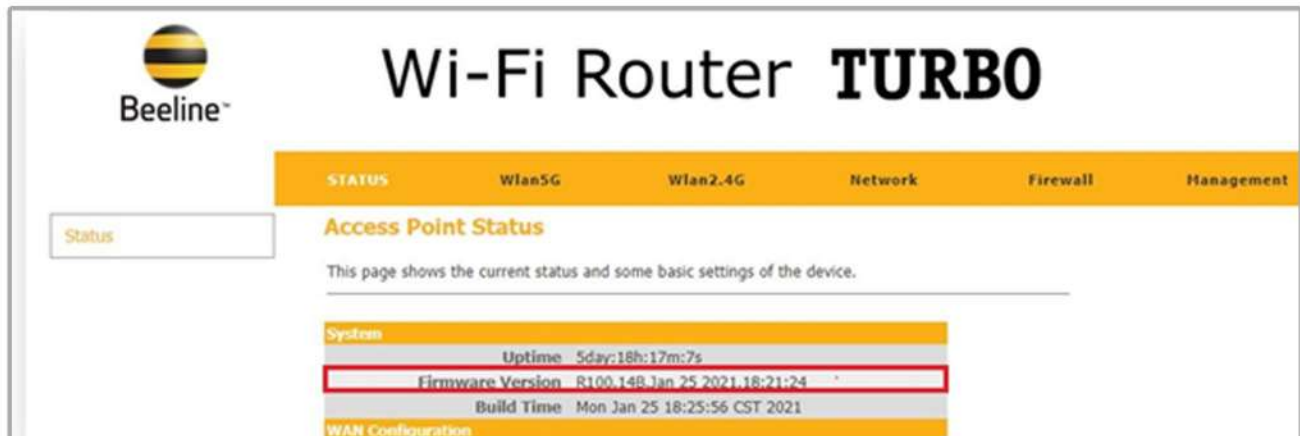 Wi-Fi Router TURBO
Beeline™
STATUS Wlan5G Wlan2.4G Network Firewall Management
Status
Access Point Status
This page shows the current status and some basic settings of the device.
System
Uptime 5day:18h:17m:7s
Firmware Version R100.14B.Jan 25 2021.18:21:24
Build Time Mon Jan 25 18:25:56 CST 2021
WAN Configuration